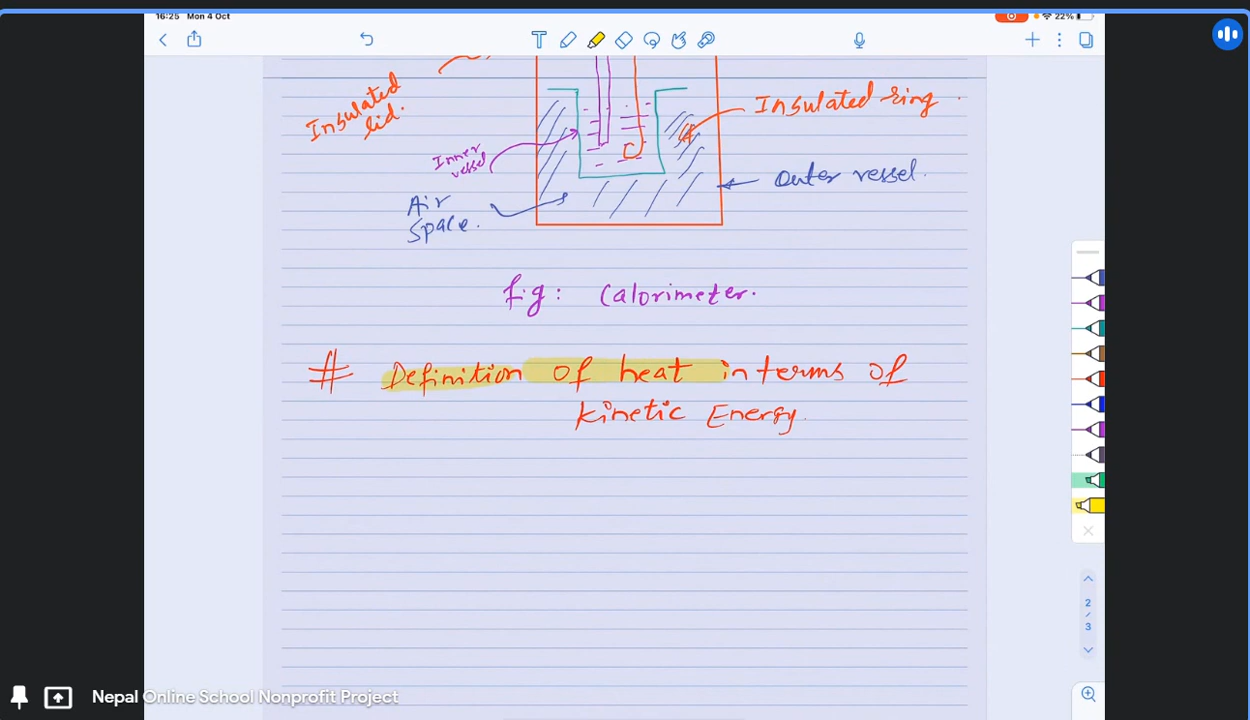 16:25 Mon 4 Oct
22%
Insulated
lid.
Insulated ring.
Inner
vessel
Outer vessel.
Air
space.
fig: Calorimeter.
# Definition of heat in terms of
Kinetic Energy.
2
/
3
Nepal Online School Nonprofit Project
T